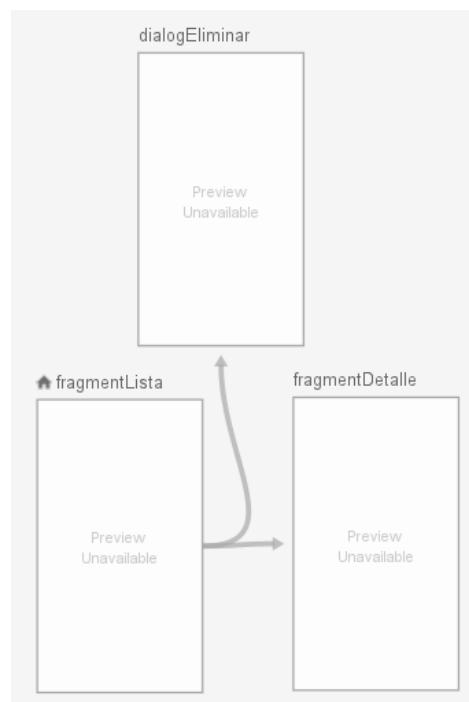 dialogEliminar
Preview
Unavailable
fragmentLista
Preview
Unavailable
fragmentDetalle
Preview
Unavailable